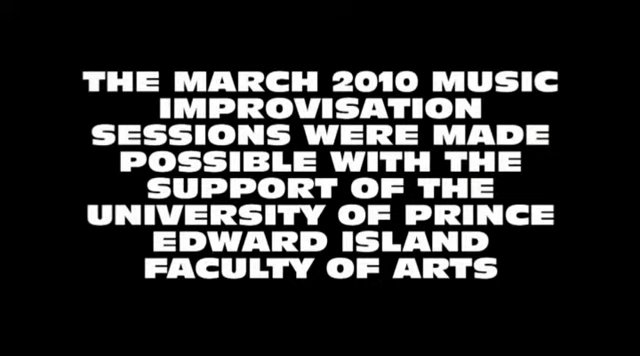 THE MARCH 2010 MUSIC
IMPROVISATION
SESSIONS WERE MADE
POSSIBLE WITH THE
SUPPORT OF THE
UNIVERSITY OF PRINCE
EDWARD ISLAND
FACULTY OF ARTS